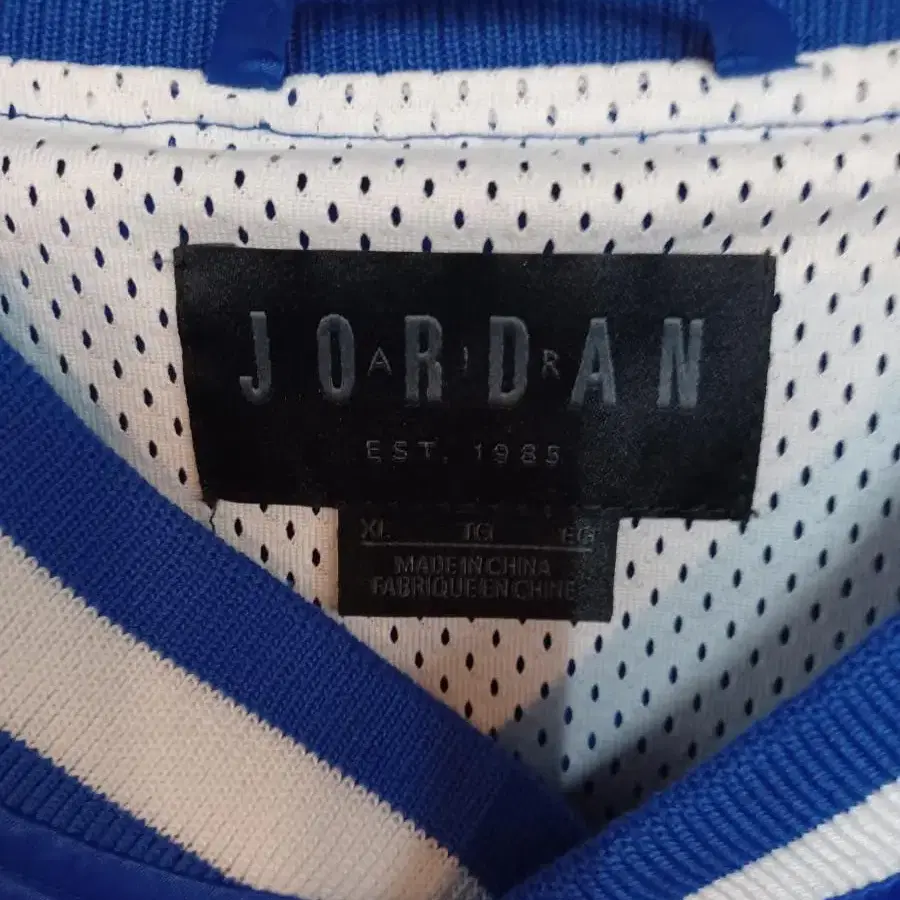 JORDAN
AIR
EST. 1985
XL TG EG
MADE IN CHINA
FABRIQUE EN CHINE